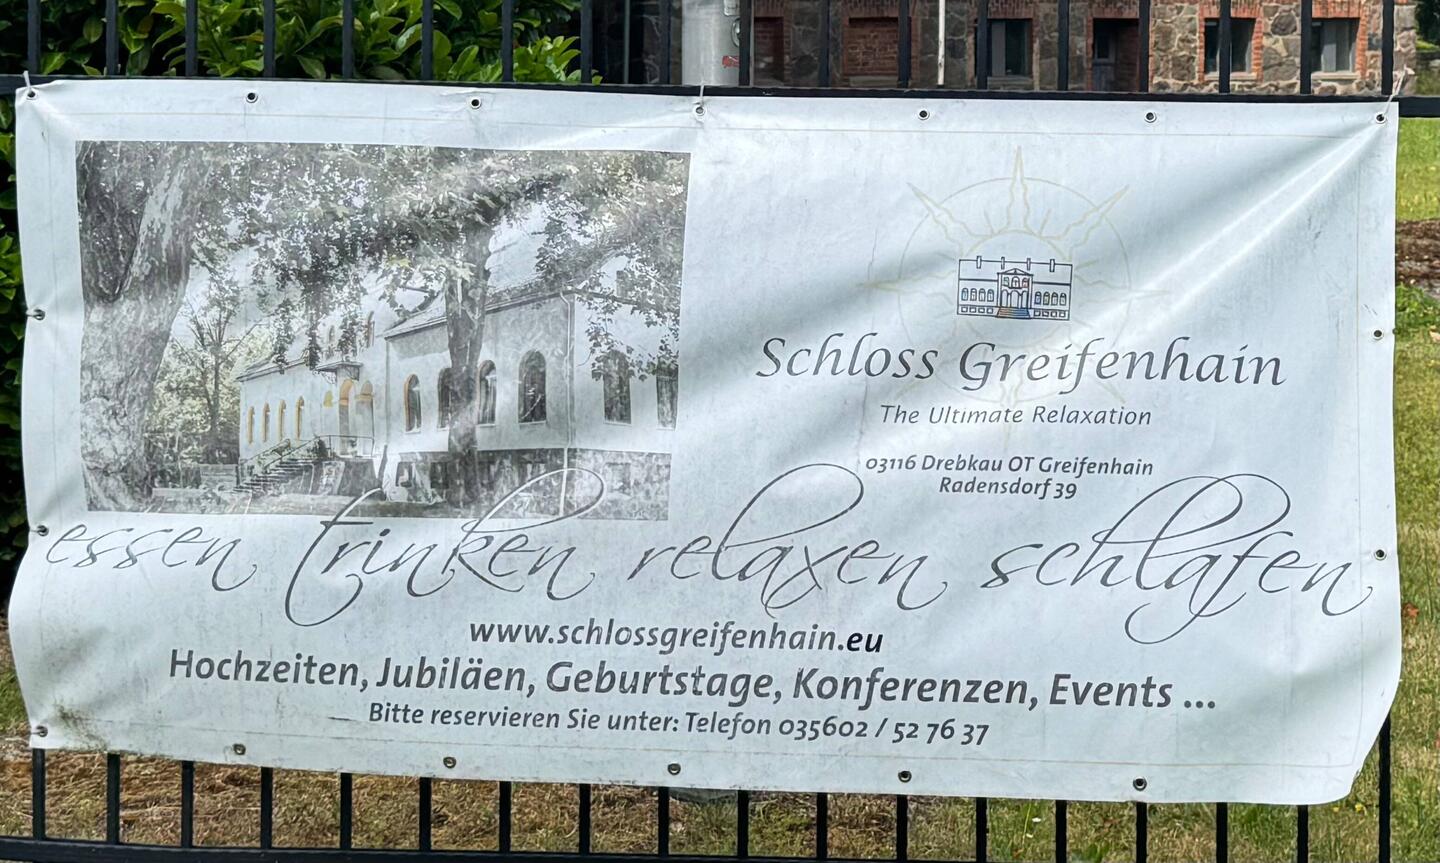 Schloss Greifenhain
The Ultimate Relaxation
03116 Drebkau OT Greifenhain
Radensdorf 39
essen trinken relaxen schlafen
www.schlossgreifenhain.eu
Hochzeiten, Jubiläen, Geburtstage, Konferenzen, Events ...
Bitte reservieren Sie unter: Telefon 035602 / 52 76 37